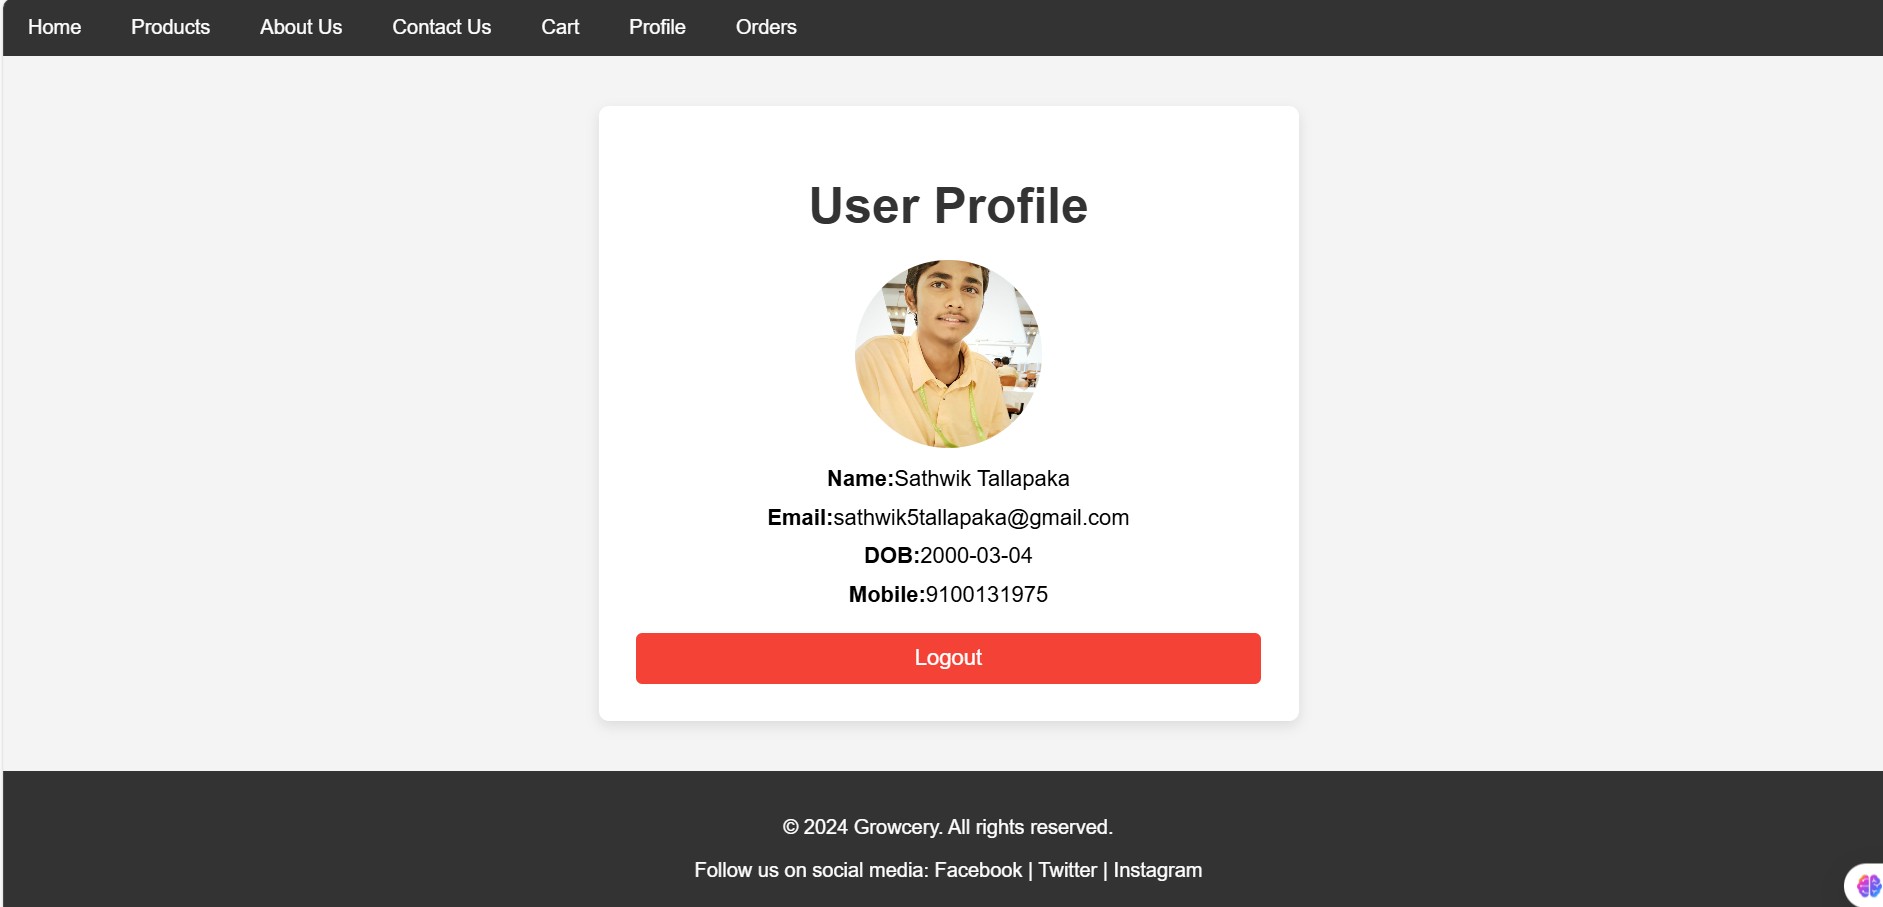 Home Products About Us Contact Us Cart Profile Orders
User Profile
Name:Sathwik Tallapaka
Email:sathwik5tallapaka@gmail.com
DOB:2000-03-04
Mobile:9100131975
Logout
© 2024 Growcery. All rights reserved.
Follow us on social media: Facebook | Twitter | Instagram